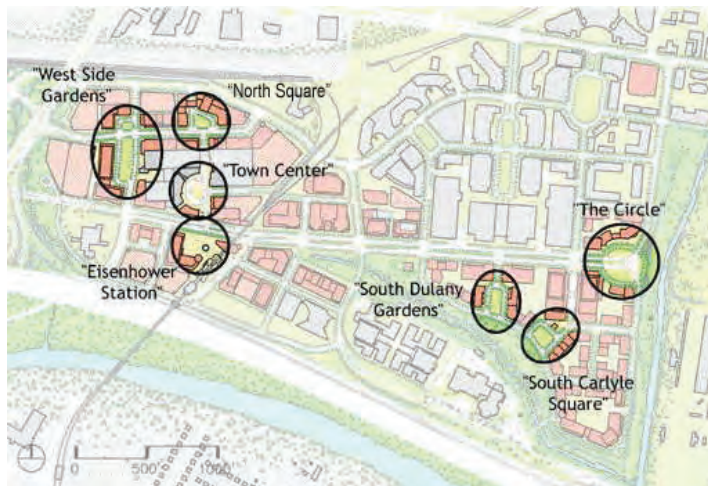 "West Side
Gardens"
"North Square"
"Town Center"
"The Circle"
"Eisenhower
Station"
"South Dulany
Gardens"
"South Carlyle
Square"
0 500 1000